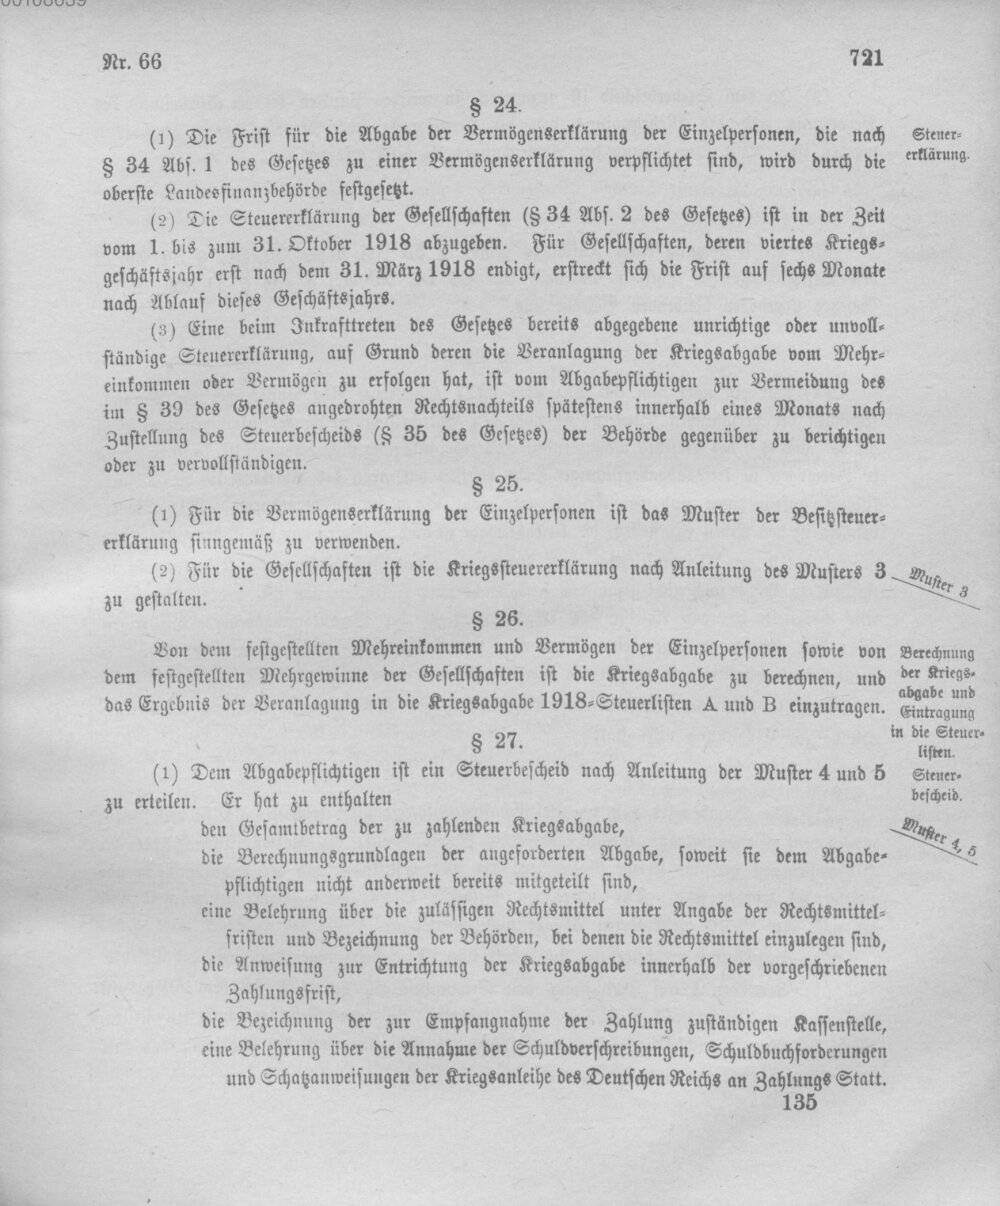 Nr. 66
721
§ 24.
(1) Die Frist für die Abgabe der Vermögenserklärung der Einzelpersonen, die nach
§ 34 Abs. 1 des Gesetzes zu einer Vermögenserklärung verpflichtet sind, wird durch die
oberste Landesfinanzbehörde festgesetzt.
Steuer-
erklärung.
(2) Die Steuererklärung der Gesellschaften (§ 34 Abs. 2 des Gesetzes) ist in der Zeit
vom 1. bis zum 31. Oktober 1918 abzugeben. Für Gesellschaften, deren viertes Kriegs-
geschäftsjahr erst nach dem 31. März 1918 endigt, erstreckt sich die Frist auf sechs Monate
nach Ablauf dieses Geschäftsjahrs.
(3) Eine beim Inkrafttreten des Gesetzes bereits abgegebene unrichtige oder unvoll-
ständige Steuererklärung, auf Grund deren die Veranlagung der Kriegsabgabe vom Mehr-
einkommen oder Vermögen zu erfolgen hat, ist vom Abgabepflichtigen zur Vermeidung des
im § 39 des Gesetzes angedrohten Rechtsnachteils spätestens innerhalb eines Monats nach
Zustellung des Steuerbescheids (§ 35 des Gesetzes) der Behörde gegenüber zu berichtigen
oder zu vervollständigen.
§ 25.
(1) Für die Vermögenserklärung der Einzelpersonen ist das Muster der Besitzsteuer-
erklärung sinngemäß zu verwenden.
(2) Für die Gesellschaften ist die Kriegssteuererklärung nach Anleitung des Musters 3
zu gestalten.
Muster 3
§ 26.
Von dem festgestellten Mehreinkommen und Vermögen der Einzelpersonen sowie von
dem festgestellten Mehrgewinne der Gesellschaften ist die Kriegsabgabe zu berechnen, und
das Ergebnis der Veranlagung in die Kriegsabgabe 1918-Steuerlisten A und B einzutragen.
Berechnung
der Kriegs-
abgabe und
Eintragung
in die Steuer-
listen.
§ 27.
(1) Dem Abgabepflichtigen ist ein Steuerbescheid nach Anleitung der Muster 4 und 5
zu erteilen. Er hat zu enthalten
Steuer-
bescheid.
Muster 4, 5
den Gesamtbetrag der zu zahlenden Kriegsabgabe,
die Berechnungsgrundlagen der angeforderten Abgabe, soweit sie dem Abgabe-
pflichtigen nicht anderweit bereits mitgeteilt sind,
eine Belehrung über die zulässigen Rechtsmittel unter Angabe der Rechtsmittel-
fristen und Bezeichnung der Behörden, bei denen die Rechtsmittel einzulegen sind,
die Anweisung zur Entrichtung der Kriegsabgabe innerhalb der vorgeschriebenen
Zahlungsfrist,
die Bezeichnung der zur Empfangnahme der Zahlung zuständigen Kassenstelle,
eine Belehrung über die Annahme der Schuldverschreibungen, Schuldbuchforderungen
und Schatzanweisungen der Kriegsanleihe des Deutschen Reichs an Zahlungs Statt.
135